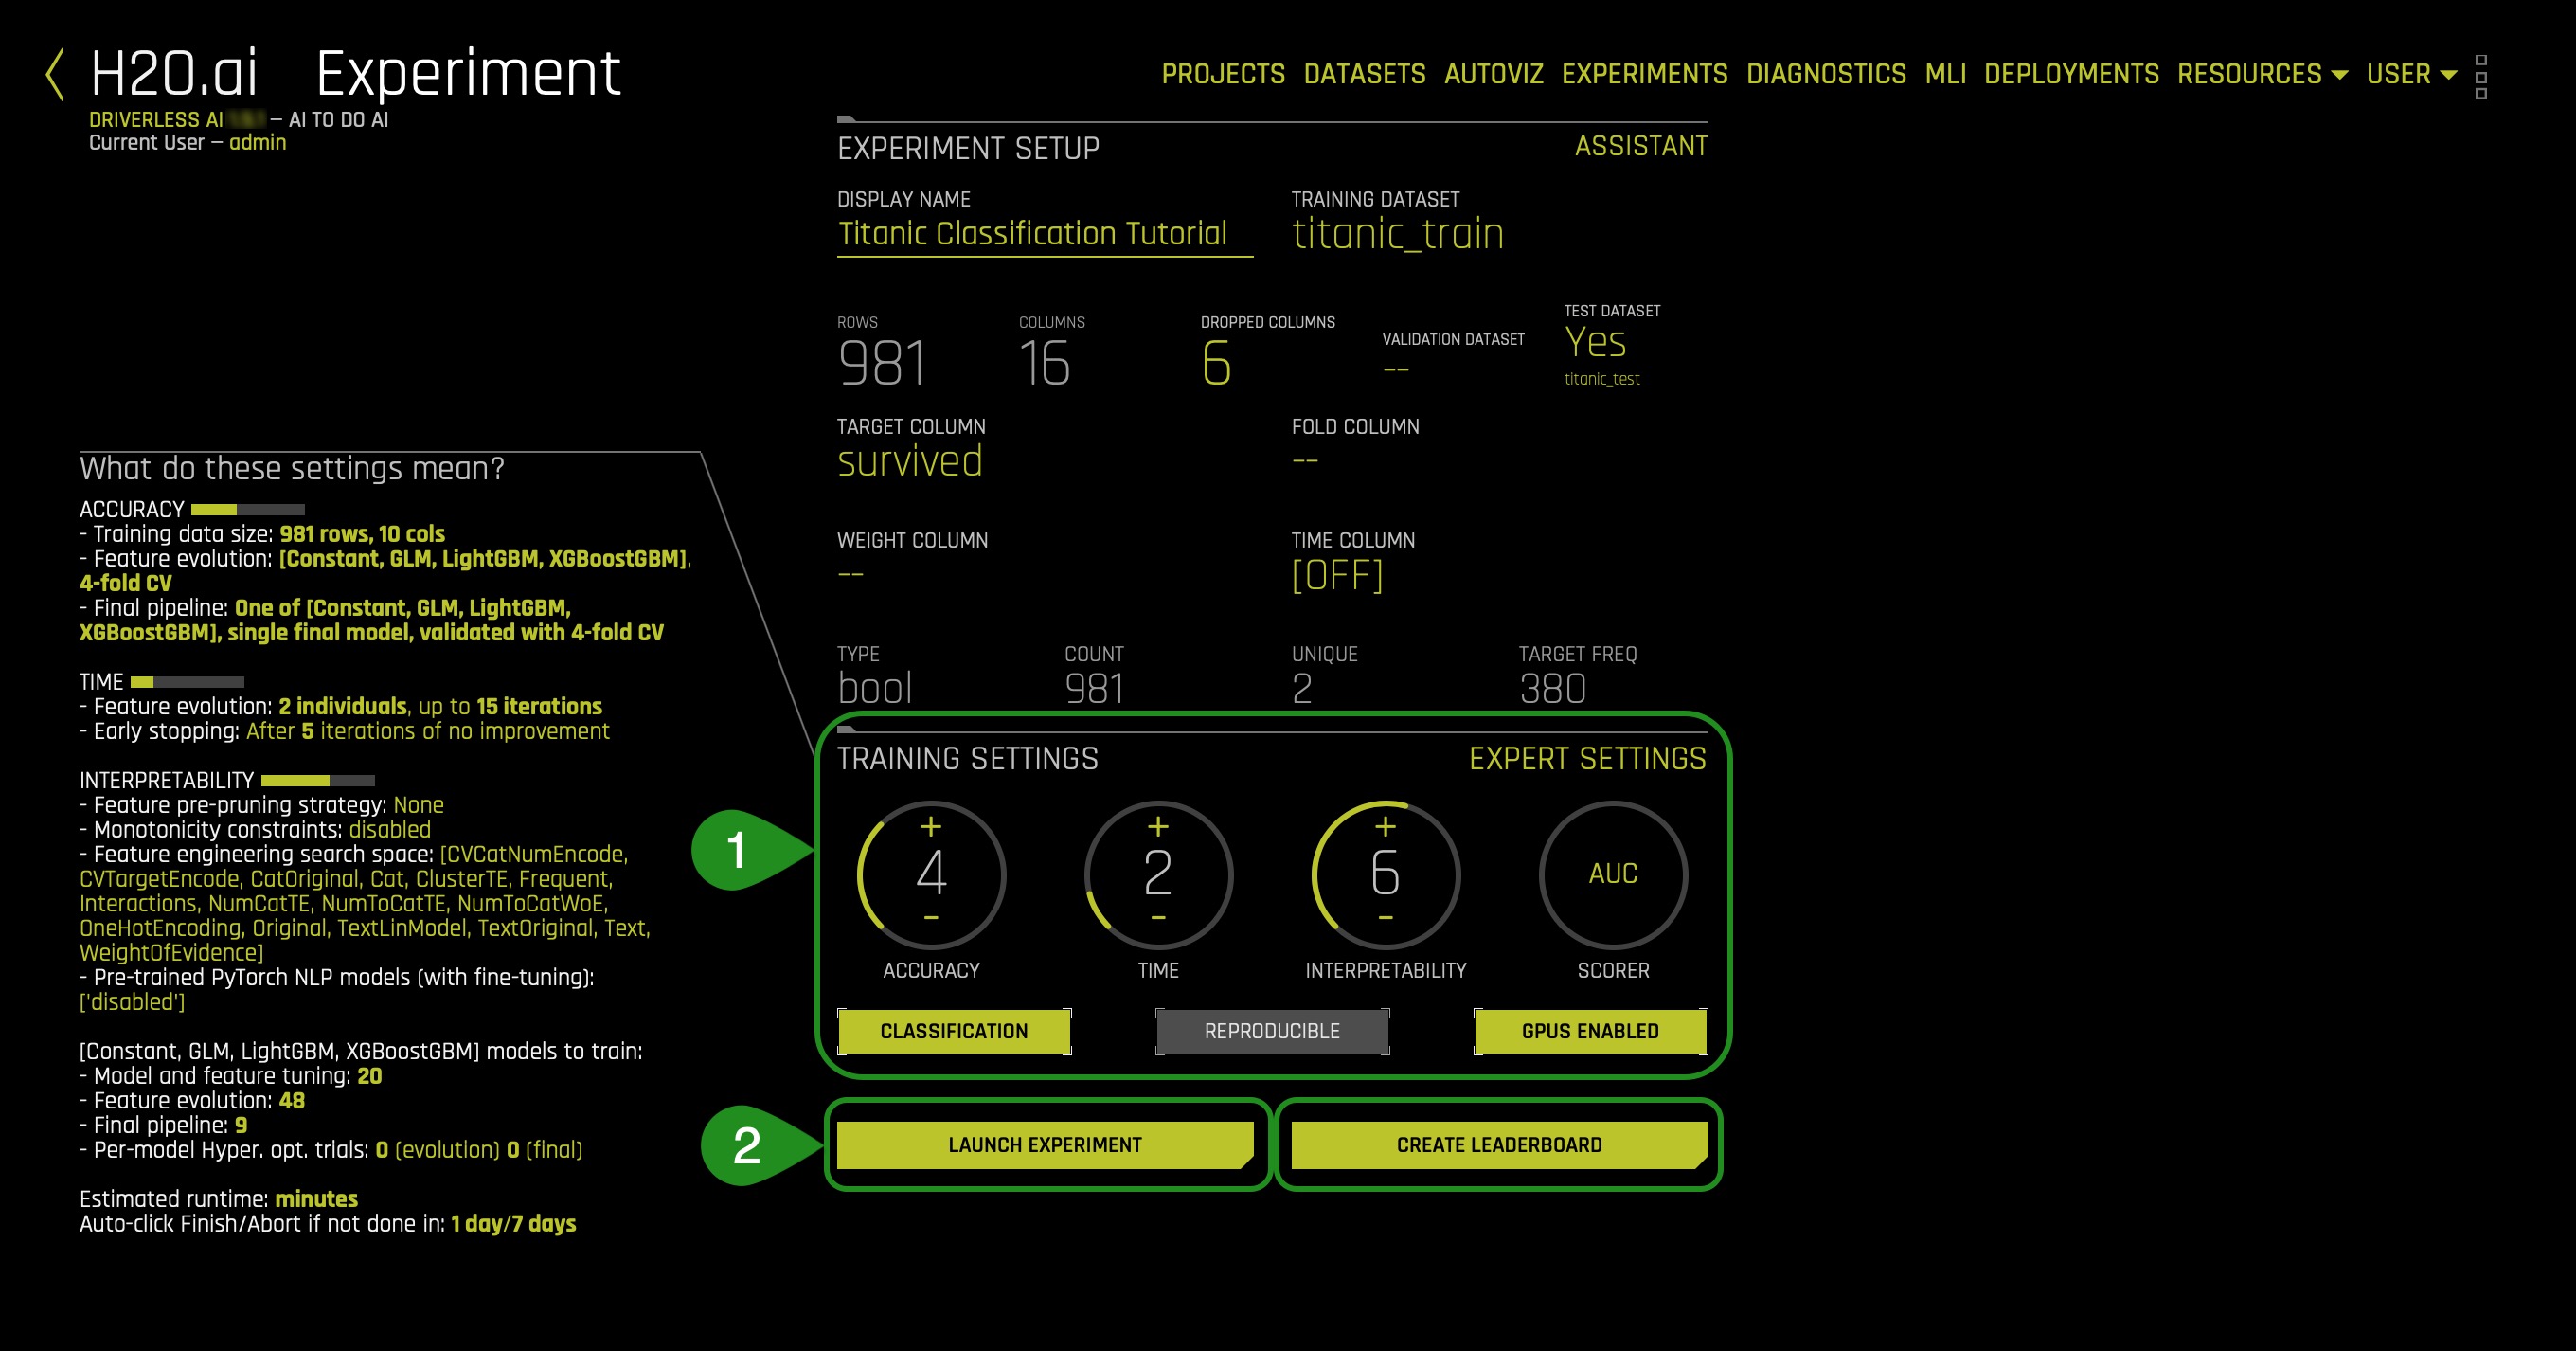 H2O.ai Experiment
DRIVERLESS AI — AI TO DO AI
Current User — admin
PROJECTS DATASETS AUTOVIZ EXPERIMENTS DIAGNOSTICS MLI DEPLOYMENTS RESOURCES USER
EXPERIMENT SETUP ASSISTANT
DISPLAY NAME TRAINING DATASET
Titanic Classification Tutorial titanic_train
ROWS COLUMNS DROPPED COLUMNS VALIDATION DATASET TEST DATASET
981 16 6 -- Yes
titanic_test
TARGET COLUMN FOLD COLUMN
survived --
WEIGHT COLUMN TIME COLUMN
-- [OFF]
TYPE COUNT UNIQUE TARGET FREQ
bool 981 2 380
What do these settings mean?
ACCURACY
- Training data size: 981 rows, 10 cols
- Feature evolution: [Constant, GLM, LightGBM, XGBoostGBM],
4-fold CV
- Final pipeline: One of [Constant, GLM, LightGBM,
XGBoostGBM], single final model, validated with 4-fold CV
TIME
- Feature evolution: 2 individuals, up to 15 iterations
- Early stopping: After 5 iterations of no improvement
INTERPRETABILITY
- Feature pre-pruning strategy: None
- Monotonicity constraints: disabled
- Feature engineering search space: [CVCatNumEncode,
CVTargetEncode, CatOriginal, Cat, ClusterTE, Frequent,
Interactions, NumCatTE, NumToCatTE, NumToCatWoE,
OneHotEncoding, Original, TextLinModel, TextOriginal, Text,
WeightOfEvidence]
- Pre-trained PyTorch NLP models (with fine-tuning):
['disabled']
[Constant, GLM, LightGBM, XGBoostGBM] models to train:
- Model and feature tuning: 20
- Feature evolution: 48
- Final pipeline: 9
- Per-model Hyper. opt. trials: 0 (evolution) 0 (final)
Estimated runtime: minutes
Auto-click Finish/Abort if not done in: 1 day/7 days
1
TRAINING SETTINGS EXPERT SETTINGS
+ + +
4 2 6 AUC
- - -
ACCURACY TIME INTERPRETABILITY SCORER
CLASSIFICATION REPRODUCIBLE GPUS ENABLED
2
LAUNCH EXPERIMENT CREATE LEADERBOARD